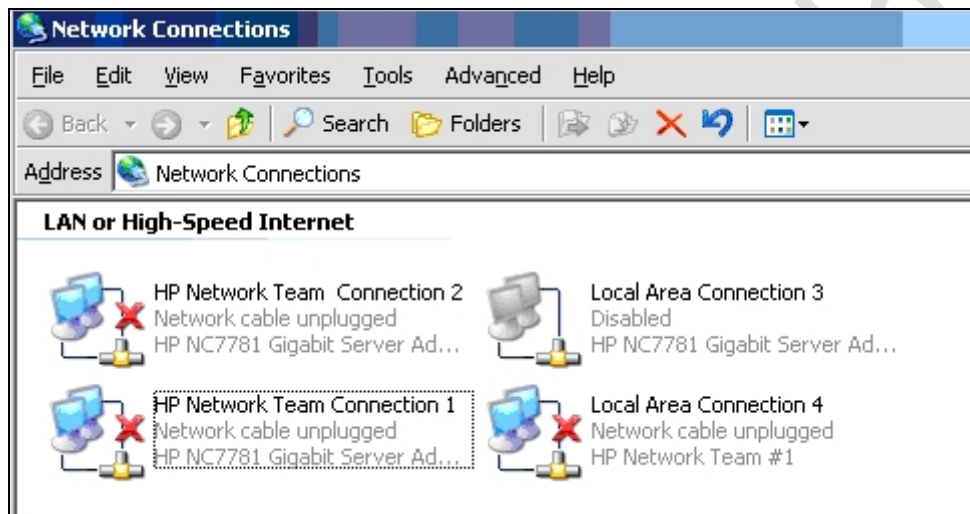 Network Connections
File Edit View Favorites Tools Advanced Help
Back Search Folders
Address Network Connections
LAN or High-Speed Internet
HP Network Team Connection 2
Network cable unplugged
HP NC7781 Gigabit Server Ad...
Local Area Connection 3
Disabled
HP NC7781 Gigabit Server Ad...
HP Network Team Connection 1
Network cable unplugged
HP NC7781 Gigabit Server Ad...
Local Area Connection 4
Network cable unplugged
HP Network Team #1